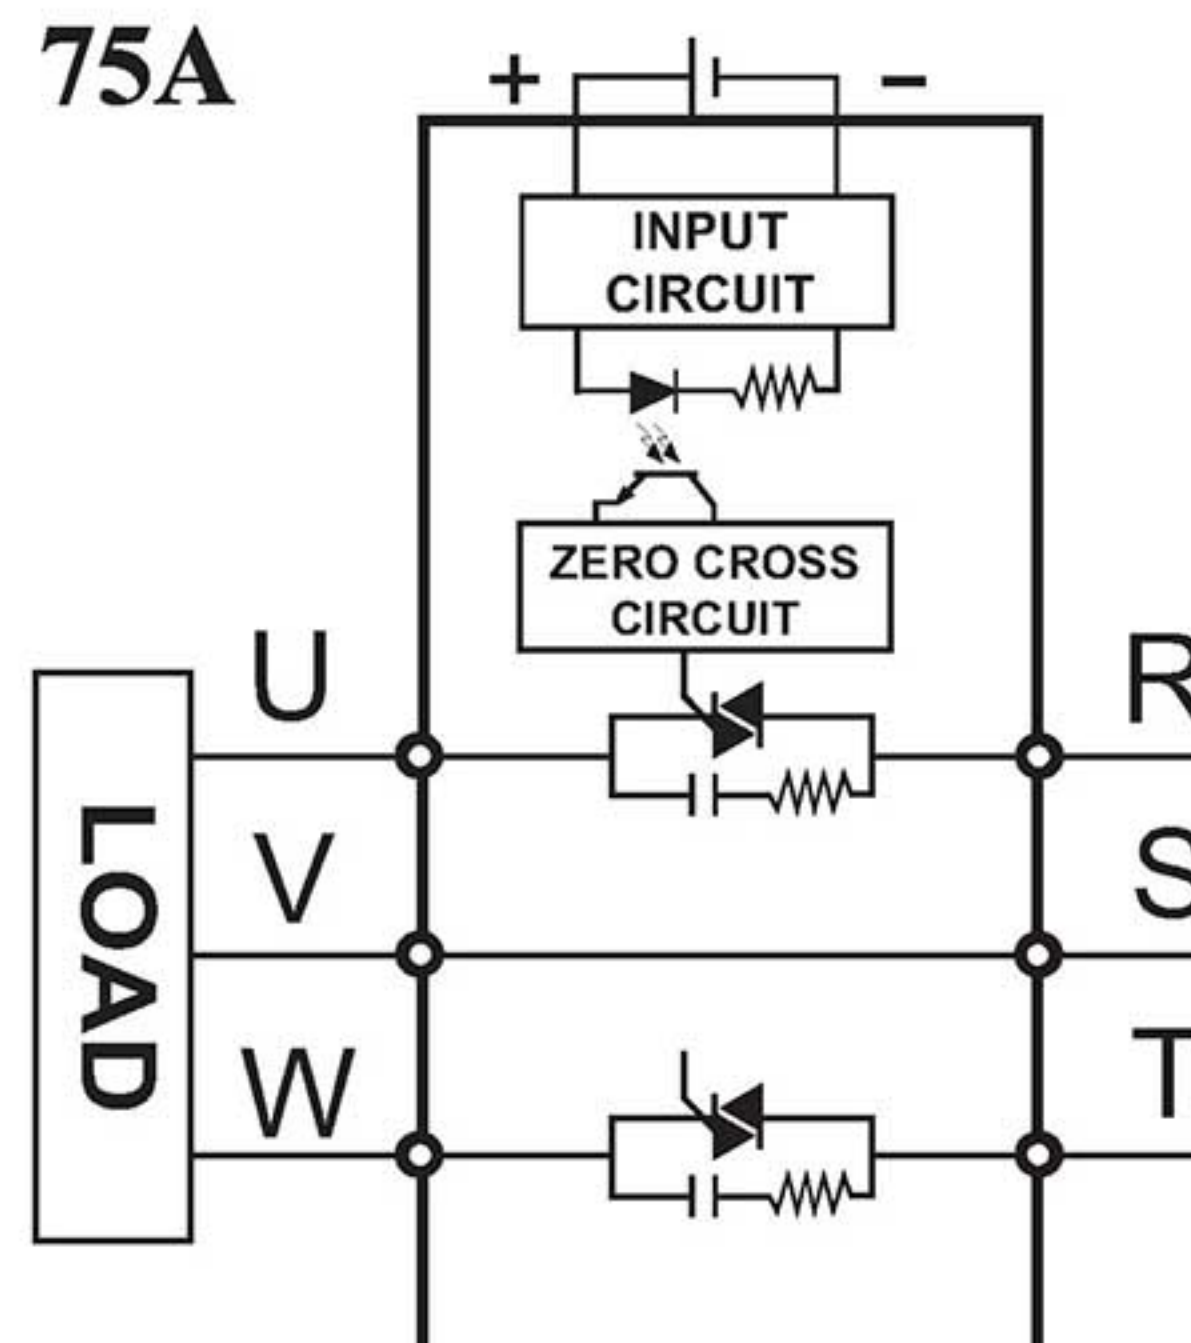 75A
+ −
INPUT
CIRCUIT
ZERO CROSS
CIRCUIT
U
R
V
S
W
T
LOAD